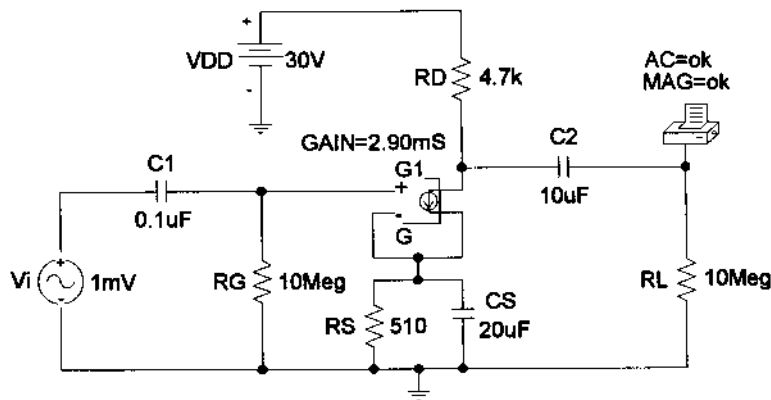 +
VDD 30V
-
RD 4.7k
AC=ok
MAG=ok
GAIN=2.90mS
C1
0.1uF
G1
+
-
G
C2
10uF
+
Vi 1mV
-
RG 10Meg
RS 510
CS
20uF
RL 10Meg